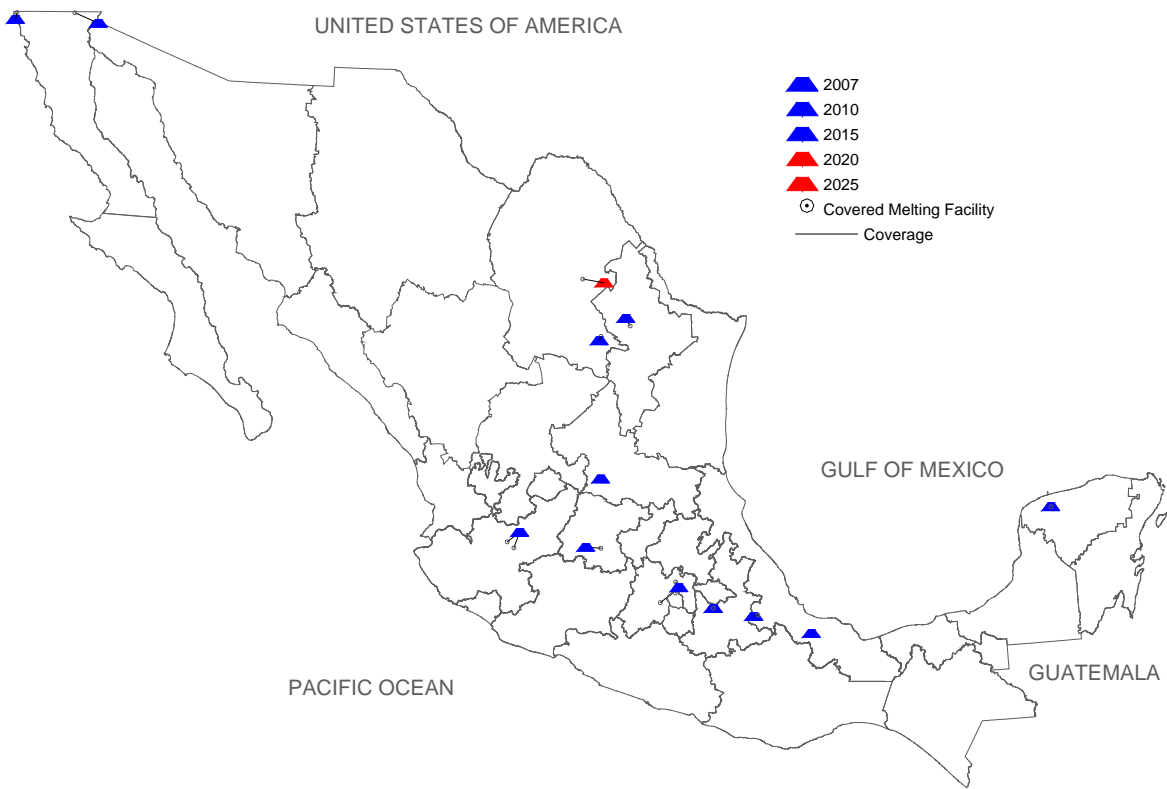 UNITED STATES OF AMERICA
2007
2010
2015
2020
2025
Covered Melting Facility
Coverage
GULF OF MEXICO
GUATEMALA
PACIFIC OCEAN